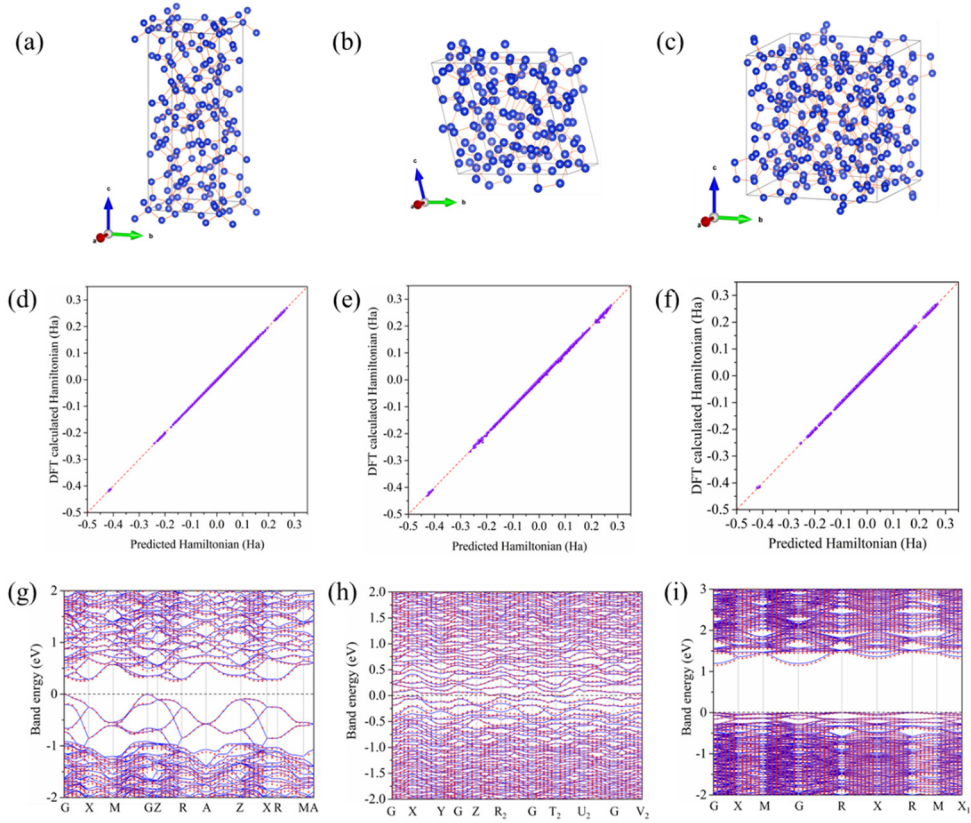 (a)
(b)
(c)
c
a
b
c
a
b
c
a
b
(d)
(e)
(f)
DFT calculated Hamiltonian (Ha)
0.3
0.2
0.1
0.0
-0.1
-0.2
-0.3
-0.4
-0.5
-0.5 -0.4 -0.3 -0.2 -0.1 0.0 0.1 0.2 0.3
Predicted Hamiltonian (Ha)
DFT calculated Hamiltonian (Ha)
0.3
0.2
0.1
0.0
-0.1
-0.2
-0.3
-0.4
-0.5
-0.5 -0.4 -0.3 -0.2 -0.1 0.0 0.1 0.2 0.3
Predicted Hamiltonian (Ha)
DFT calculated Hamiltonian (Ha)
0.3
0.2
0.1
0.0
-0.1
-0.2
-0.3
-0.4
-0.5
-0.5 -0.4 -0.3 -0.2 -0.1 0.0 0.1 0.2 0.3
Predicted Hamiltonian (Ha)
(g)
(h)
(i)
Band enrgy (eV)
2
1
0
-1
-2
G X M GZ R A Z X R MA
Band energy (eV)
2.0
1.5
1.0
0.5
0.0
-0.5
-1.0
-1.5
-2.0
G X Y G Z R2 G T2 U2 G V2
Band energy (eV)
3
2
1
0
-1
-2
G X M G R X R M X1